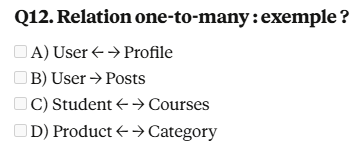 Q12. Relation one-to-many : exemple ?
A) User ← → Profile
B) User → Posts
C) Student ← → Courses
D) Product ← → Category